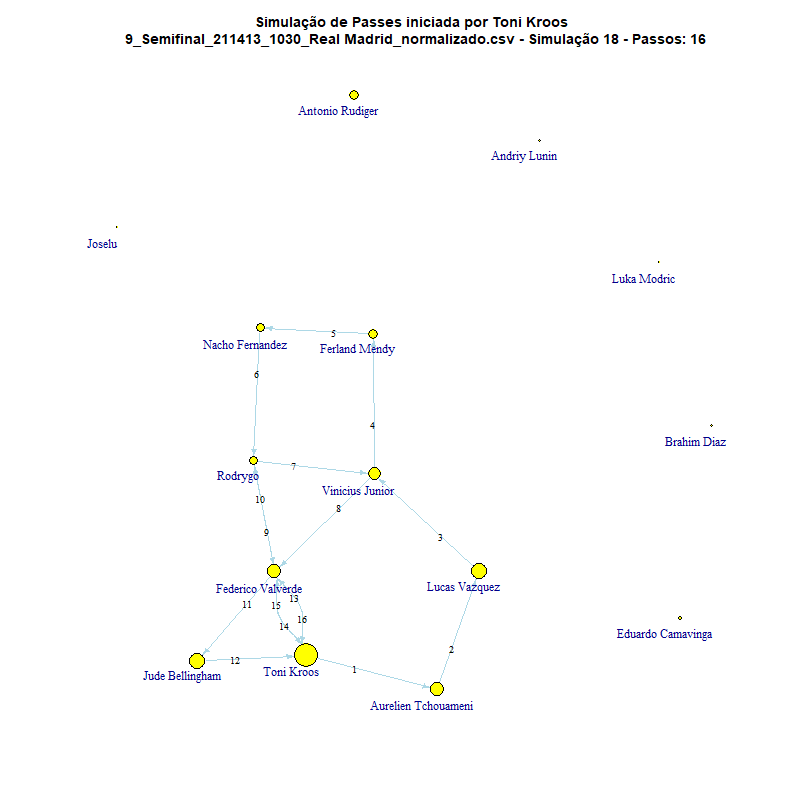 Simulação de Passes iniciada por Toni Kroos
9_Semifinal_211413_1030_Real Madrid_normalizado.csv - Simulação 18 - Passos: 16
Antonio Rudiger
Andriy Lunin
Joselu
Luka Modric
5
Nacho Fernandez
Ferland Mendy
6
4
Brahim Diaz
7
Rodrygo
Vinicius Junior
10
8
9
3
Federico Valverde
Lucas Vazquez
11
15
13
16
14
Eduardo Camavinga
2
12
1
Jude Bellingham
Toni Kroos
Aurelien Tchouameni